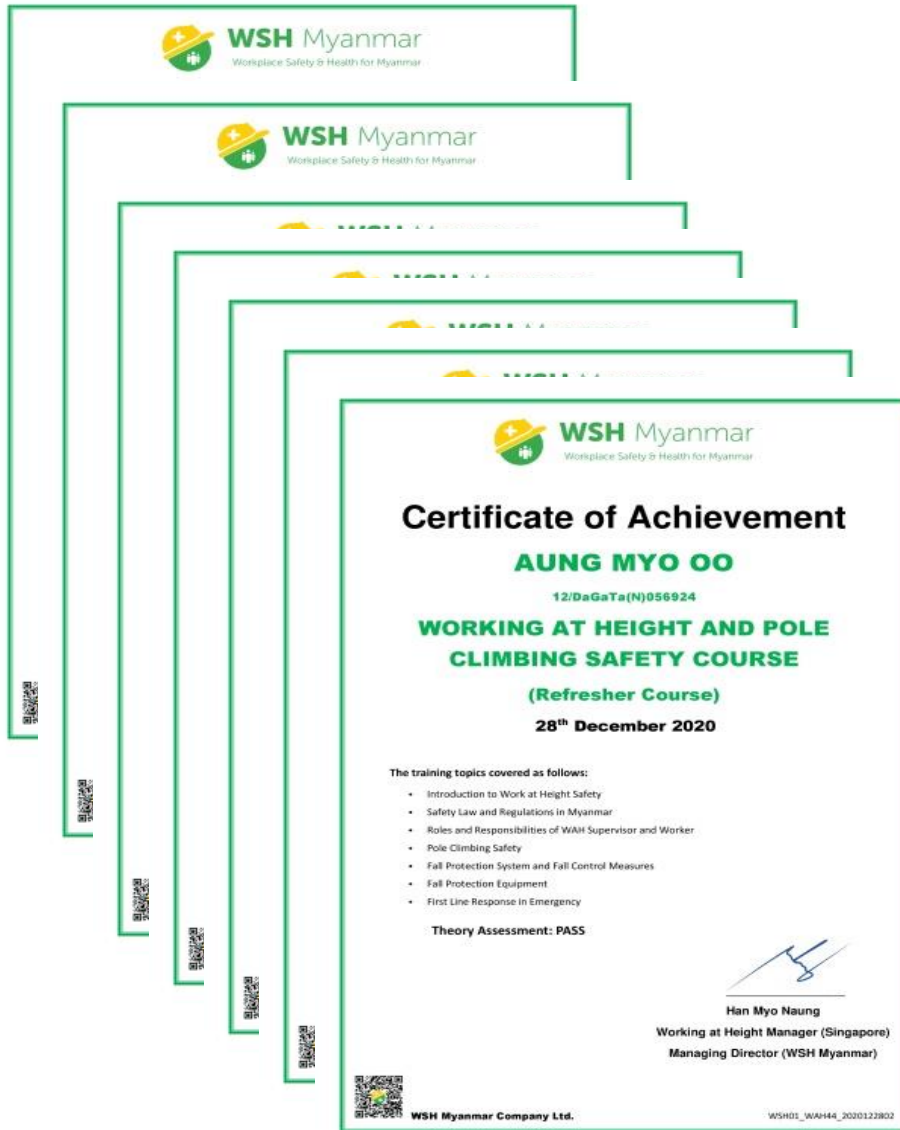 WSH Myanmar
Workplace Safety & Health for Myanmar
WSH Myanmar
Workplace Safety & Health for Myanmar
WSH Myanmar
Workplace Safety & Health for Myanmar
Certificate of Achievement
AUNG MYO OO
12/DaGaTa(N)056924
WORKING AT HEIGHT AND POLE
CLIMBING SAFETY COURSE
(Refresher Course)
28th December 2020
The training topics covered as follows:
• Introduction to Work at Height Safety
• Safety Law and Regulations in Myanmar
• Roles and Responsibilities of WAH Supervisor and Worker
• Pole Climbing Safety
• Fall Protection System and Fall Control Measures
• Fall Protection Equipment
• First Line Response in Emergency
Theory Assessment: PASS
Han Myo Naung
Working at Height Manager (Singapore)
Managing Director (WSH Myanmar)
WSH Myanmar Company Ltd.
WSH01_WAH44_2020122802